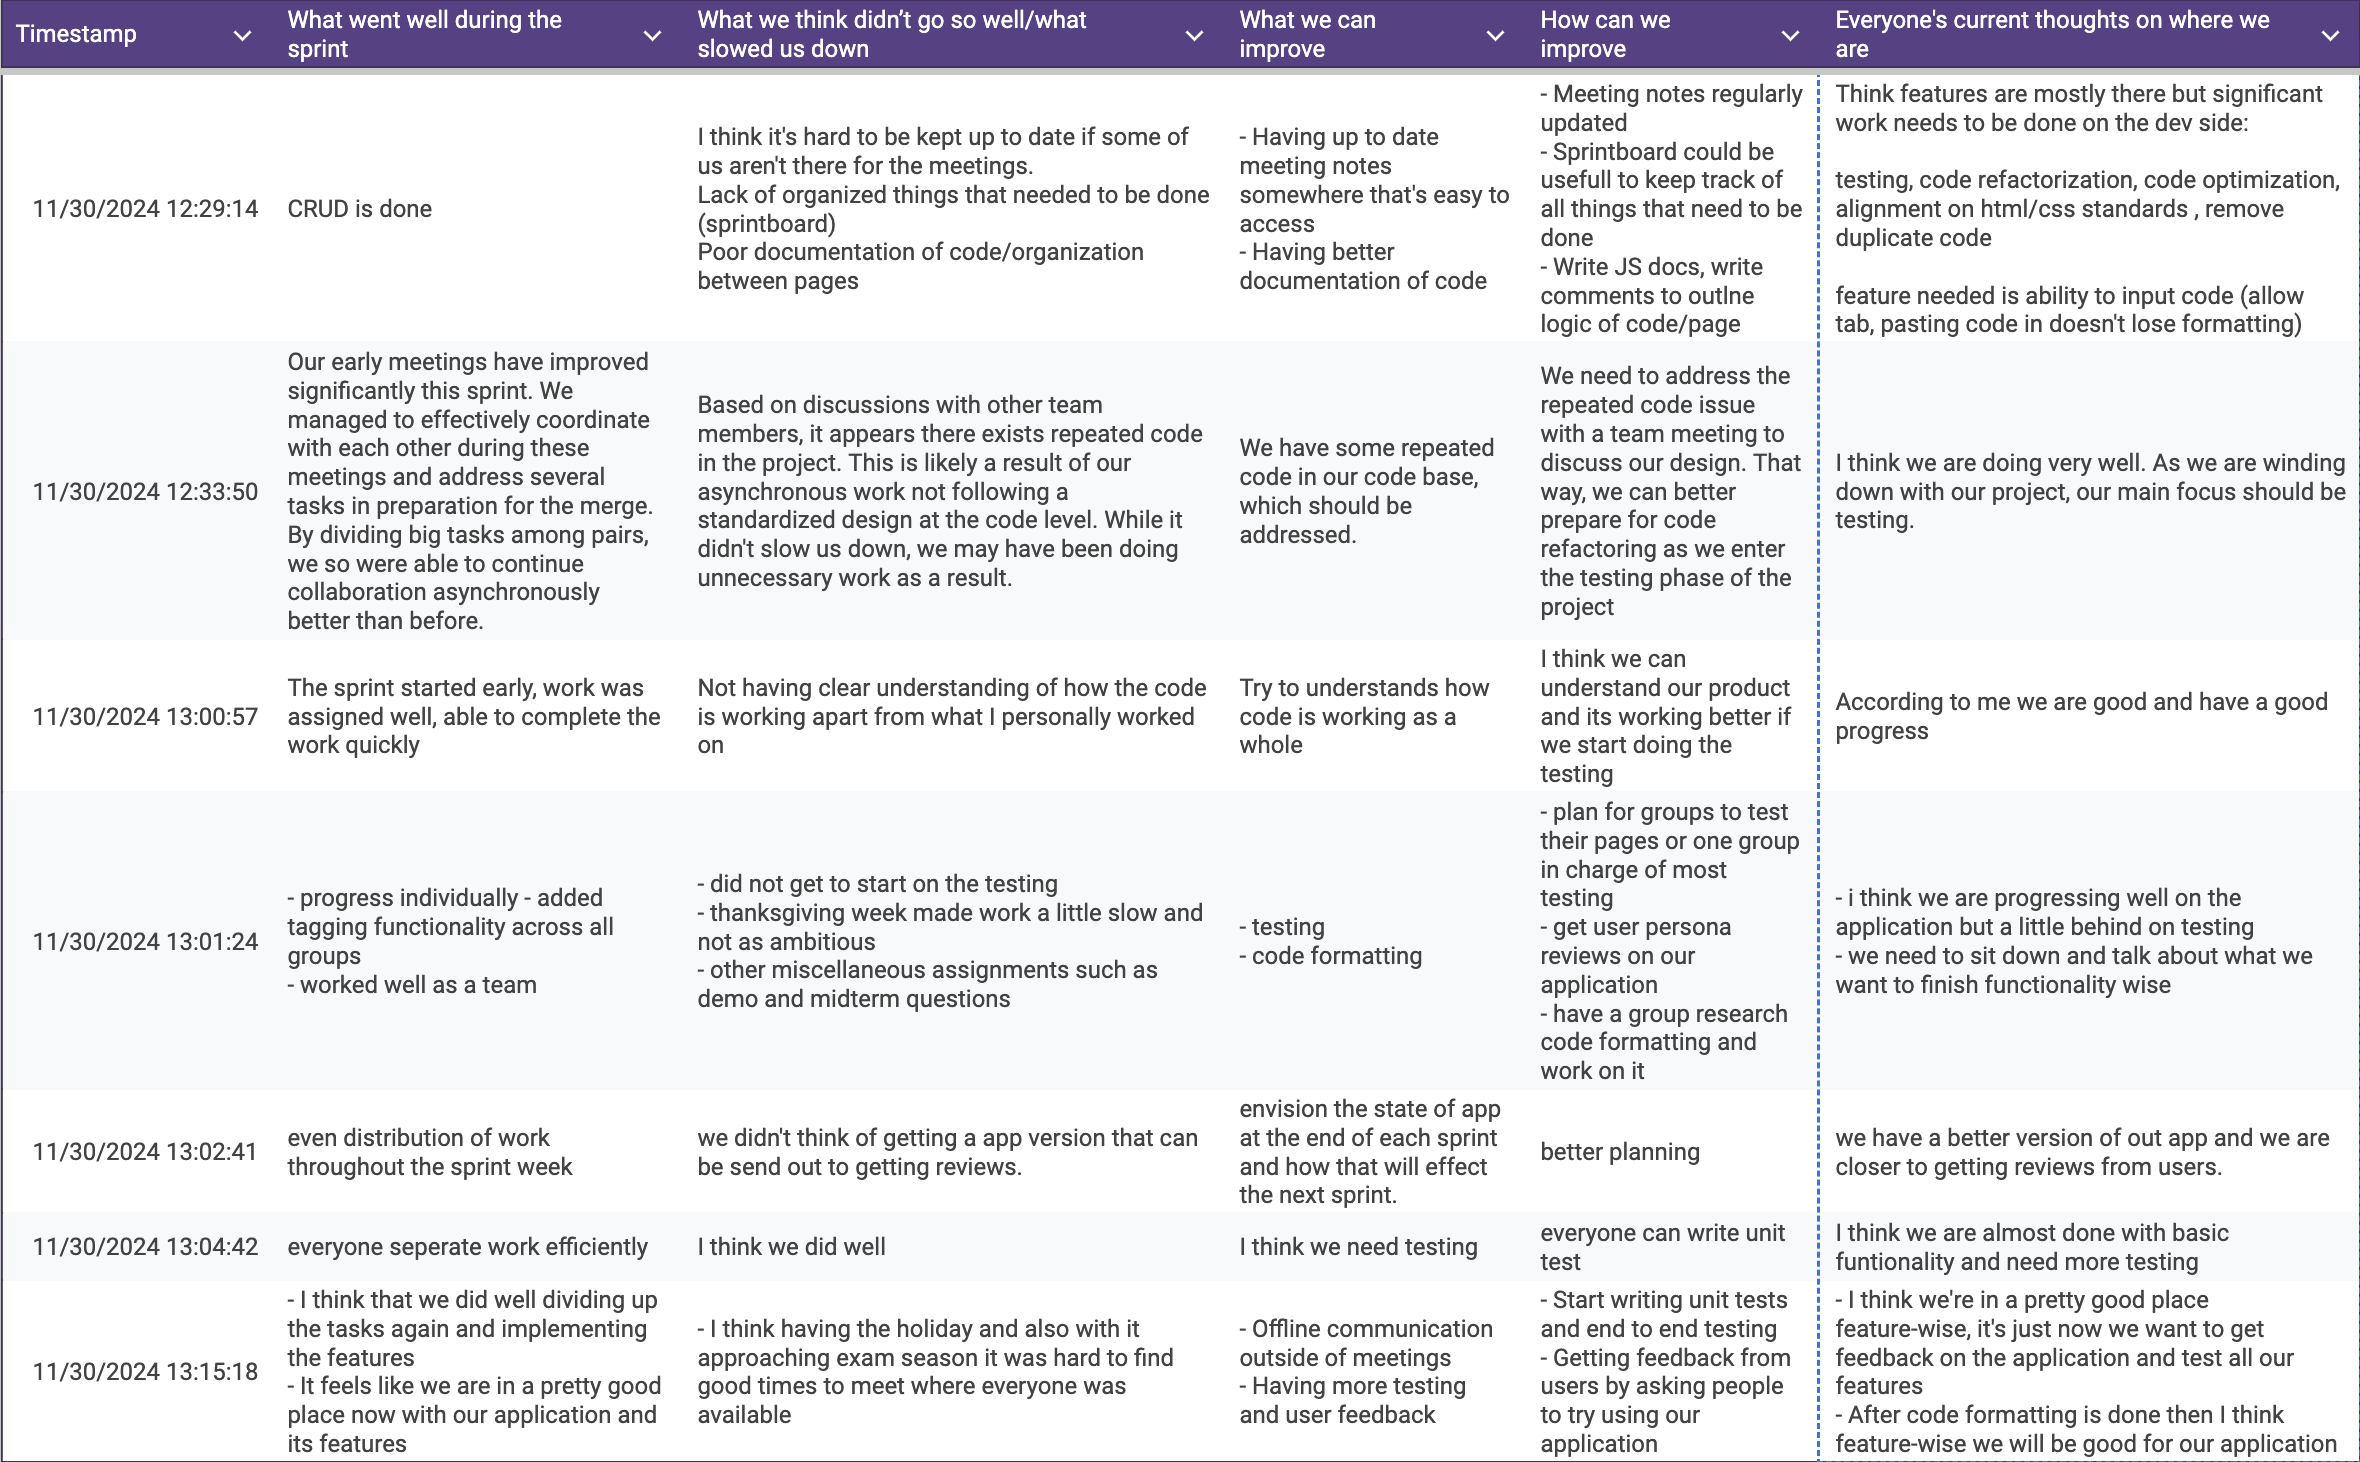 Timestamp
What went well during the
sprint
What we think didn’t go so well/what
slowed us down
What we can
improve
How can we
improve
Everyone's current thoughts on where we
are
11/30/2024 12:29:14
CRUD is done
I think it's hard to be kept up to date if some of
us aren't there for the meetings.
Lack of organized things that needed to be done
(sprintboard)
Poor documentation of code/organization
between pages
- Having up to date
meeting notes
somewhere that's easy to
access
- Having better
documentation of code
- Meeting notes regularly
updated
- Sprintboard could be
usefull to keep track of
all things that need to be
done
- Write JS docs, write
comments to outlne
logic of code/page
Think features are mostly there but significant
work needs to be done on the dev side:
testing, code refactorization, code optimization,
alignment on html/css standards , remove
duplicate code
feature needed is ability to input code (allow
tab, pasting code in doesn't lose formatting)
11/30/2024 12:33:50
Our early meetings have improved
significantly this sprint. We
managed to effectively coordinate
with each other during these
meetings and address several
tasks in preparation for the merge.
By dividing big tasks among pairs,
we so were able to continue
collaboration asynchronously
better than before.
Based on discussions with other team
members, it appears there exists repeated code
in the project. This is likely a result of our
asynchronous work not following a
standardized design at the code level. While it
didn't slow us down, we may have been doing
unnecessary work as a result.
We have some repeated
code in our code base,
which should be
addressed.
We need to address the
repeated code issue
with a team meeting to
discuss our design. That
way, we can better
prepare for code
refactoring as we enter
the testing phase of the
project
I think we are doing very well. As we are winding
down with our project, our main focus should be
testing.
11/30/2024 13:00:57
The sprint started early, work was
assigned well, able to complete the
work quickly
Not having clear understanding of how the code
is working apart from what I personally worked
on
Try to understands how
code is working as a
whole
I think we can
understand our product
and its working better if
we start doing the
testing
According to me we are good and have a good
progress
11/30/2024 13:01:24
- progress individually - added
tagging functionality across all
groups
- worked well as a team
- did not get to start on the testing
- thanksgiving week made work a little slow and
not as ambitious
- other miscellaneous assignments such as
demo and midterm questions
- testing
- code formatting
- plan for groups to test
their pages or one group
in charge of most
testing
- get user persona
reviews on our
application
- have a group research
code formatting and
work on it
- i think we are progressing well on the
application but a little behind on testing
- we need to sit down and talk about what we
want to finish functionality wise
11/30/2024 13:02:41
even distribution of work
throughout the sprint week
we didn't think of getting a app version that can
be send out to getting reviews.
envision the state of app
at the end of each sprint
and how that will effect
the next sprint.
better planning
we have a better version of out app and we are
closer to getting reviews from users.
11/30/2024 13:04:42
everyone seperate work efficiently
I think we did well
I think we need testing
everyone can write unit
test
I think we are almost done with basic
funtionality and need more testing
11/30/2024 13:15:18
- I think that we did well dividing up
the tasks again and implementing
the features
- It feels like we are in a pretty good
place now with our application and
its features
- I think having the holiday and also with it
approaching exam season it was hard to find
good times to meet where everyone was
available
- Offline communication
outside of meetings
- Having more testing
and user feedback
- Start writing unit tests
and end to end testing
- Getting feedback from
users by asking people
to try using our
application
- I think we're in a pretty good place
feature-wise, it's just now we want to get
feedback on the application and test all our
features
- After code formatting is done then I think
feature-wise we will be good for our application